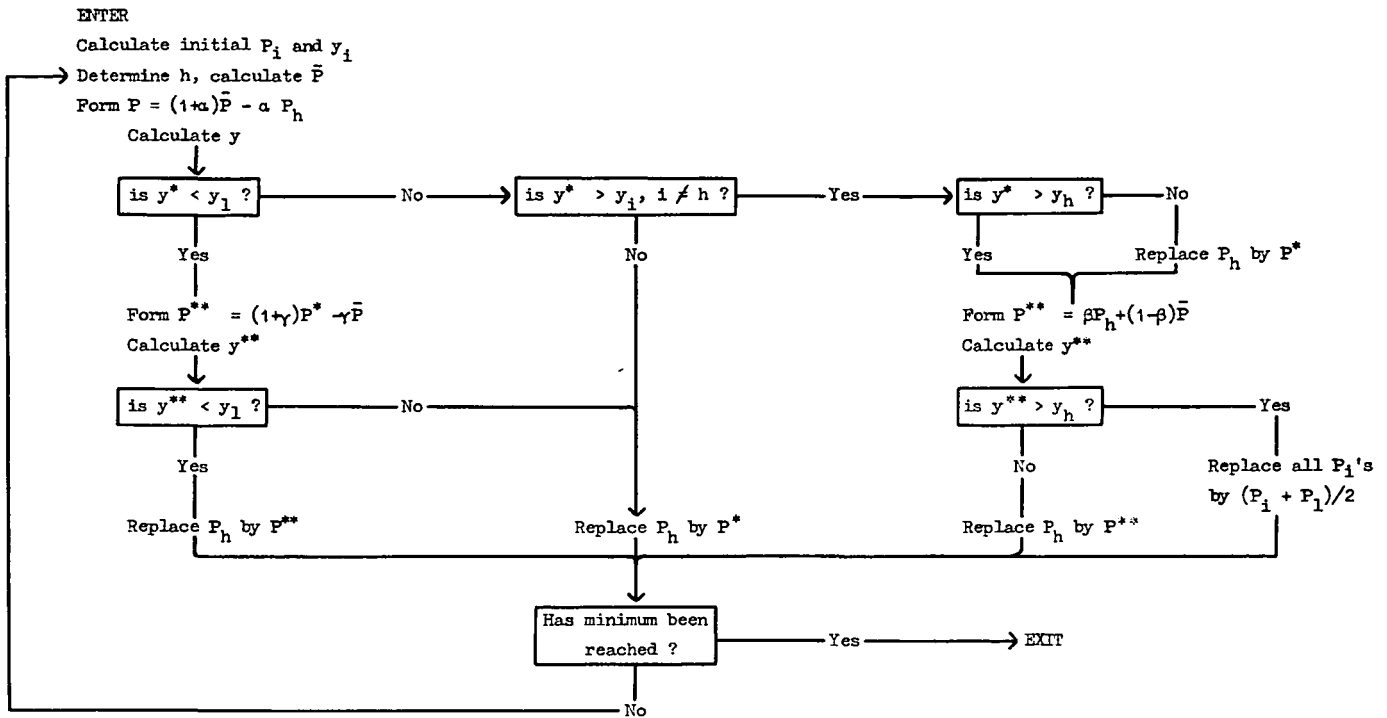 ENTER
Calculate initial P_i and y_i
Determine h, calculate P̄
Form P = (1+α)P̄ - α P_h
Calculate y
is y* < y_l ?
No
is y* > y_i, i ≠ h ?
Yes
is y* > y_h ?
No
Yes
No
Yes
Replace P_h by P*
Form P** = (1+γ)P* -γP̄
Form P** = βP_h+(1-β)P̄
Calculate y**
Calculate y**
is y** < y_l ?
No
is y** > y_h ?
Yes
Yes
No
Replace all P_i's
by (P_i + P_l)/2
Replace P_h by P**
Replace P_h by P*
Replace P_h by P**
Has minimum been
reached ?
Yes
EXIT
No